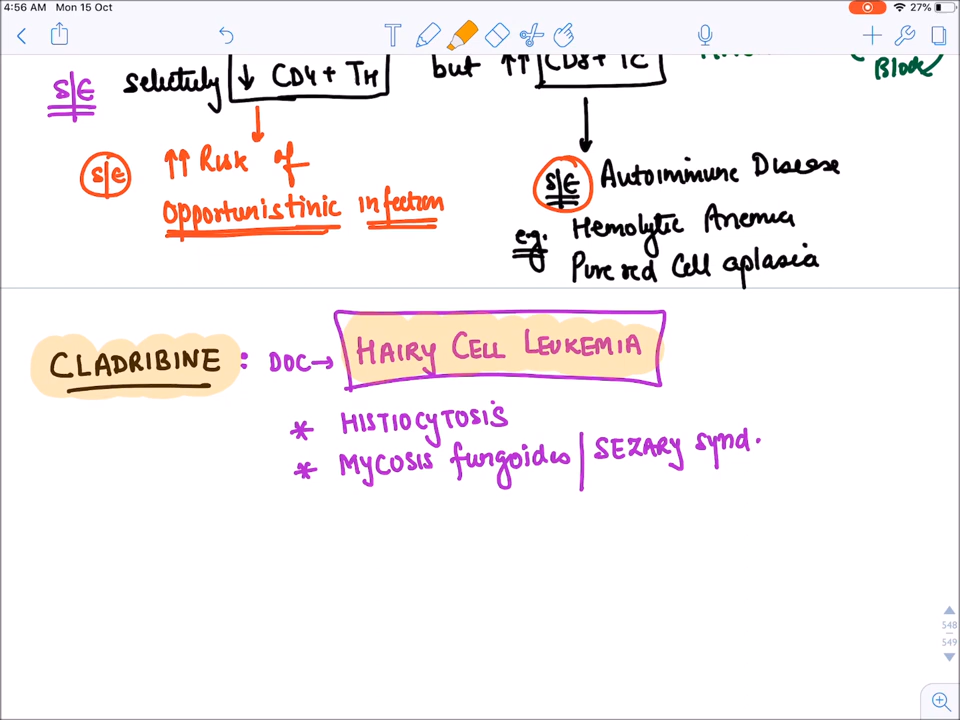 4:56 AM Mon 15 Oct
27%
T
S/E selectively ↓ CD4+ TH but ↑↑ CD8+ TC
Block
S/E ↑↑ Risk of
Opportunistinic infection
S/E Autoimmune Disease
e.g. Hemolytic Anemia
Pure red Cell aplasia
CLADRIBINE : DOC → HAIRY CELL LEUKEMIA
* HISTIOCYTOSIS
* MYCOSIS fungoides | SEZARY synd.
548
549